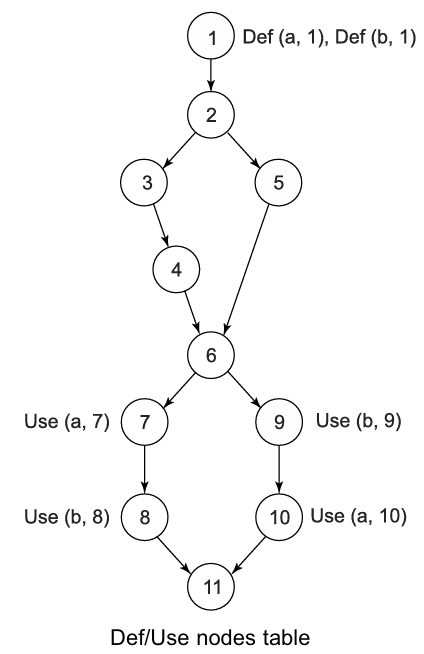 1 Def (a, 1), Def (b, 1)
2
3 5
4
6
Use (a, 7) 7 9 Use (b, 9)
Use (b, 8) 8 10 Use (a, 10)
11
Def/Use nodes table